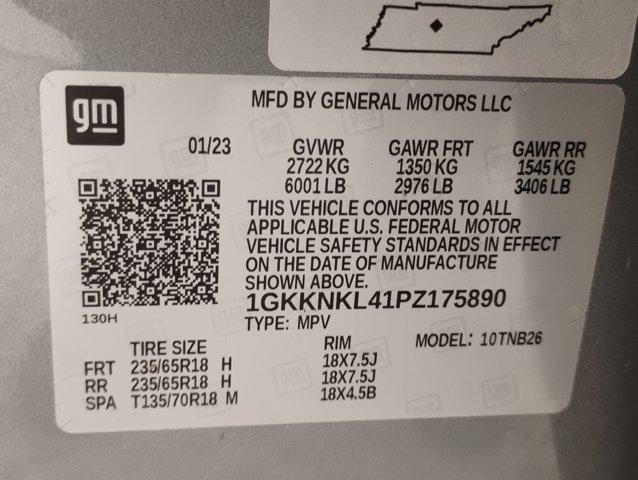 gm
MFD BY GENERAL MOTORS LLC
01/23 GVWR GAWR FRT GAWR RR
2722 KG 1350 KG 1545 KG
6001 LB 2976 LB 3406 LB
THIS VEHICLE CONFORMS TO ALL
APPLICABLE U.S. FEDERAL MOTOR
VEHICLE SAFETY STANDARDS IN EFFECT
ON THE DATE OF MANUFACTURE
SHOWN ABOVE.
1GKKNKL41PZ175890
130H
TYPE: MPV
MODEL: 10TNB26
TIRE SIZE RIM
FRT 235/65R18 H 18X7.5J
RR 235/65R18 H 18X7.5J
SPA T135/70R18 M 18X4.5B